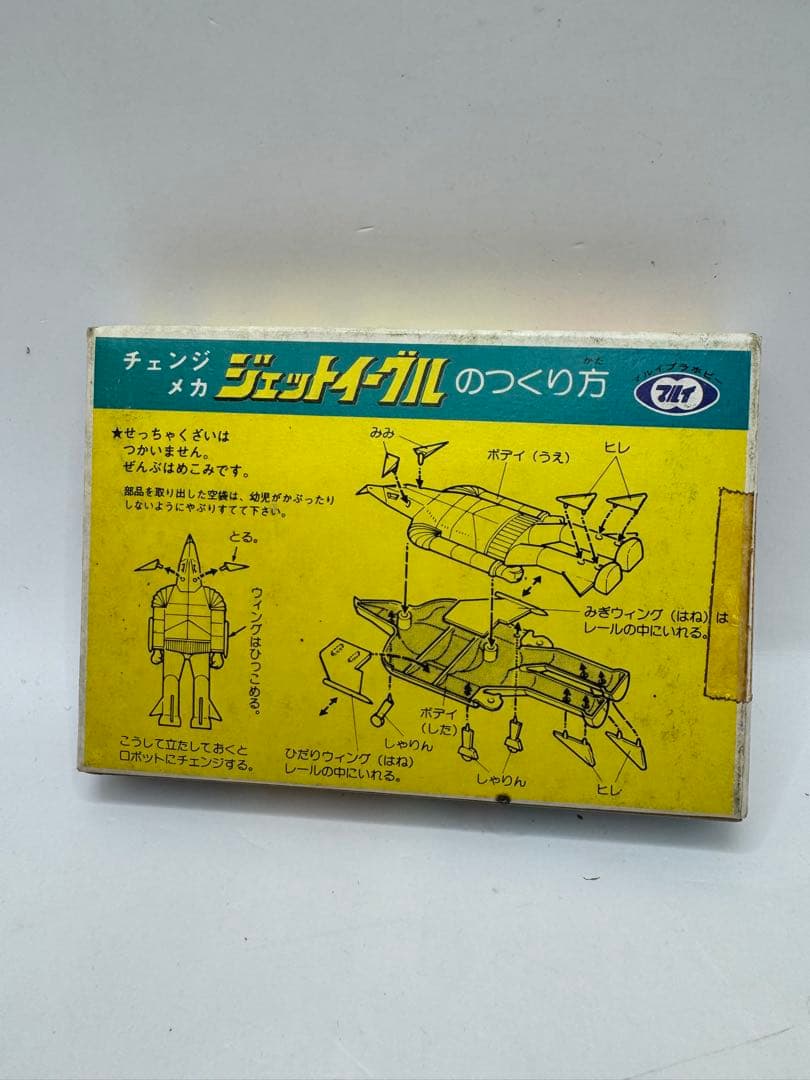 チェンジ
メカ
ジェットイーグル
のつくり方
かた
マルイプラホビー
マルイ
★せっちゃくざいは
つかいません。
ぜんぶはめこみです。
部品を取り出した空袋は、幼児がかぶったり
しないようにやぶりすてて下さい。
とる。
ウィングはひっこめる。
こうして立たしておくと
ロボットにチェンジする。
みみ
ボデイ（うえ）
ヒレ
みぎウィング（はね）は
レールの中にいれる。
ボデイ
（した）
しゃりん
ひだりウィング（はね）
レールの中にいれる。
しゃりん
ヒレ